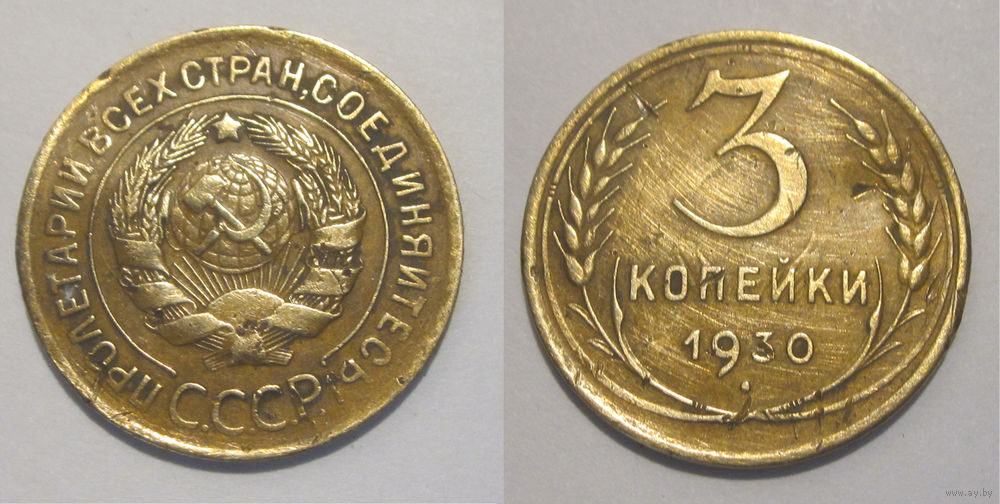 ПРОЛЕТАРИИ ВСЕХ СТРАН, СОЕДИНЯЙТЕСЬ
С.С.С.Р.
3
КОПЕЙКИ
1930
www.ay.by